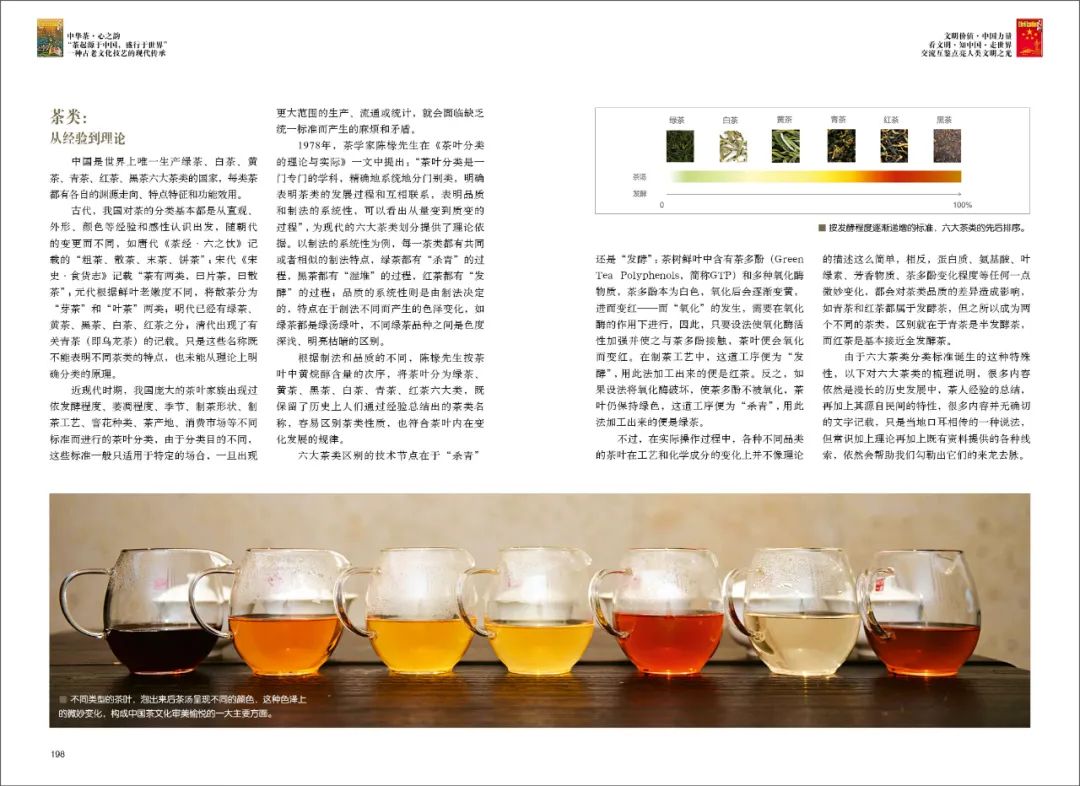 中华茶·心之韵
“茶起源于中国，盛行于世界”
一种古老文化技艺的现代传承
文明价值·中国力量
看文明·知中国·走世界
交流互鉴点亮人类文明之光
茶类：
从经验到理论
中国是世界上唯一生产绿茶、白茶、黄
茶、青茶、红茶、黑茶六大茶类的国家，每类茶
都有各自的渊源走向、特点特征和功能效用。
古代，我国对茶的分类基本都是从直观、
外形、颜色等经验和感性认识出发，随朝代
的变更而不同，如唐代《茶经·六之饮》记
载的“粗茶、散茶、末茶、饼茶”；宋代《宋
史·食货志》记载“茶有两类，曰片茶，曰散
茶”；元代根据鲜叶老嫩度不同，将散茶分为
“芽茶”和“叶茶”两类；明代已经有绿茶、
黄茶、黑茶、白茶、红茶之分；清代出现了有
关青茶（即乌龙茶）的记载。只是这些名称既
不能表明不同茶类的特点，也未能从理论上明
确分类的原理。
近现代时期，我国庞大的茶叶家族出现过
依发酵程度、萎凋程度、季节、制茶形状、制
茶工艺、窨花种类、茶产地、消费市场等不同
标准而进行的茶叶分类，由于分类目的不同，
这些标准一般只适用于特定的场合，一旦出现
更大范围的生产、流通或统计，就会面临缺乏
统一标准而产生的麻烦和矛盾。
1978年，茶学家陈椽先生在《茶叶分类
的理论与实际》一文中提出：“茶叶分类是一
门专门的学科，精确地系统地分门别类，明确
表明茶类的发展过程和互相联系，表明品质
和制法的系统性，可以看出从量变到质变的
过程”，为现代的六大茶类划分提供了理论依
据。以制法的系统性为例，每一茶类都有共同
或者相似的制法特点，绿茶都有“杀青”的过
程，黑茶都有“渥堆”的过程，红茶都有“发
酵”的过程；品质的系统性则是由制法决定
的，特点在于制法不同而产生的色泽变化，如
绿茶都是绿汤绿叶，不同绿茶品种之间是色度
深浅、明亮枯暗的区别。
根据制法和品质的不同，陈椽先生按茶
叶中黄烷醇含量的次序，将茶叶分为绿茶、
黄茶、黑茶、白茶、青茶、红茶六大类，既
保留了历史上人们通过经验总结出的茶类名
称，容易区别茶类性质，也符合茶叶内在变
化发展的规律。
六大茶类区别的技术节点在于“杀青”
绿茶 白茶 黄茶 青茶 红茶 黑茶
茶汤
发酵
0 100%
按发酵程度逐渐递增的标准，六大茶类的先后排序。
还是“发酵”：茶树鲜叶中含有茶多酚（Green
Tea Polyphenols，简称GTP）和多种氧化酶
物质，茶多酚本为白色，氧化后会逐渐变黄，
进而变红——而“氧化”的发生，需要在氧化
酶的作用下进行，因此，只要设法使氧化酶活
性加强并使之与茶多酚接触，茶叶便会氧化
而变红。在制茶工艺中，这道工序便为“发
酵”，用此法加工出来的便是红茶。反之，如
果设法将氧化酶破坏，使茶多酚不被氧化，茶
叶仍保持绿色，这道工序便为“杀青”，用此
法加工出来的便是绿茶。
不过，在实际操作过程中，各种不同品类
的茶叶在工艺和化学成分的变化上并不像理论
的描述这么简单，相反，蛋白质、氨基酸、叶
绿素、芳香物质、茶多酚变化程度等任何一点
微妙变化，都会对茶类品质的差异造成影响，
如青茶和红茶都属于发酵茶，但之所以成为两
个不同的茶类，区别就在于青茶是半发酵茶，
而红茶是基本接近全发酵茶。
由于六大茶类分类标准诞生的这种特殊
性，以下对六大茶类的梳理说明，很多内容
依然是漫长的历史发展中，茶人经验的总结，
再加上其源自民间的特性，很多内容并无确切
的文字记载，只是当地口耳相传的一种说法，
但常识加上理论再加上既有资料提供的各种线
索，依然会帮助我们勾勒出它们的来龙去脉。
不同类型的茶叶，泡出来后茶汤呈现不同的颜色，这种色泽上
的微妙变化，构成中国茶文化审美愉悦的一大主要方面。
198